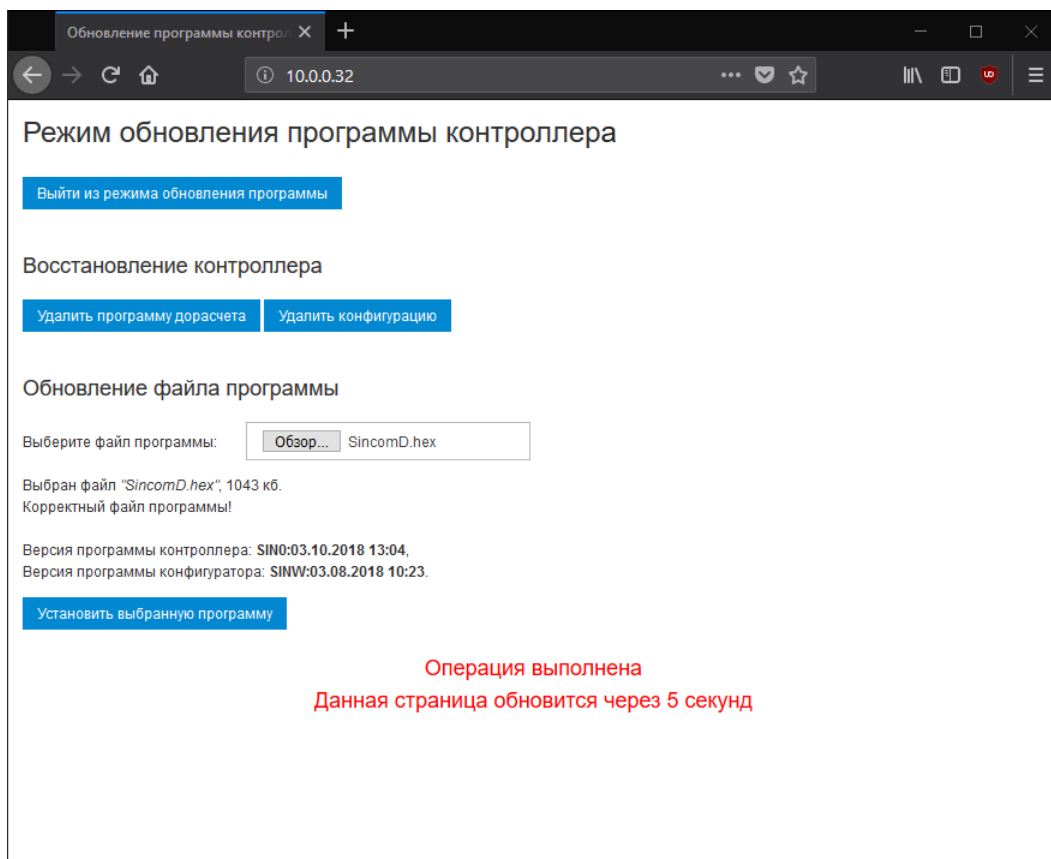 Обновление программы контрол
10.0.0.32
Режим обновления программы контроллера
Выйти из режима обновления программы
Восстановление контроллера
Удалить программу дорасчета Удалить конфигурацию
Обновление файла программы
Выберите файл программы: Обзор... SincomD.hex
Выбран файл "SincomD.hex", 1043 кб.
Корректный файл программы!
Версия программы контроллера: SIN0:03.10.2018 13:04,
Версия программы конфигуратора: SINW:03.08.2018 10:23.
Установить выбранную программу
Операция выполнена
Данная страница обновится через 5 секунд